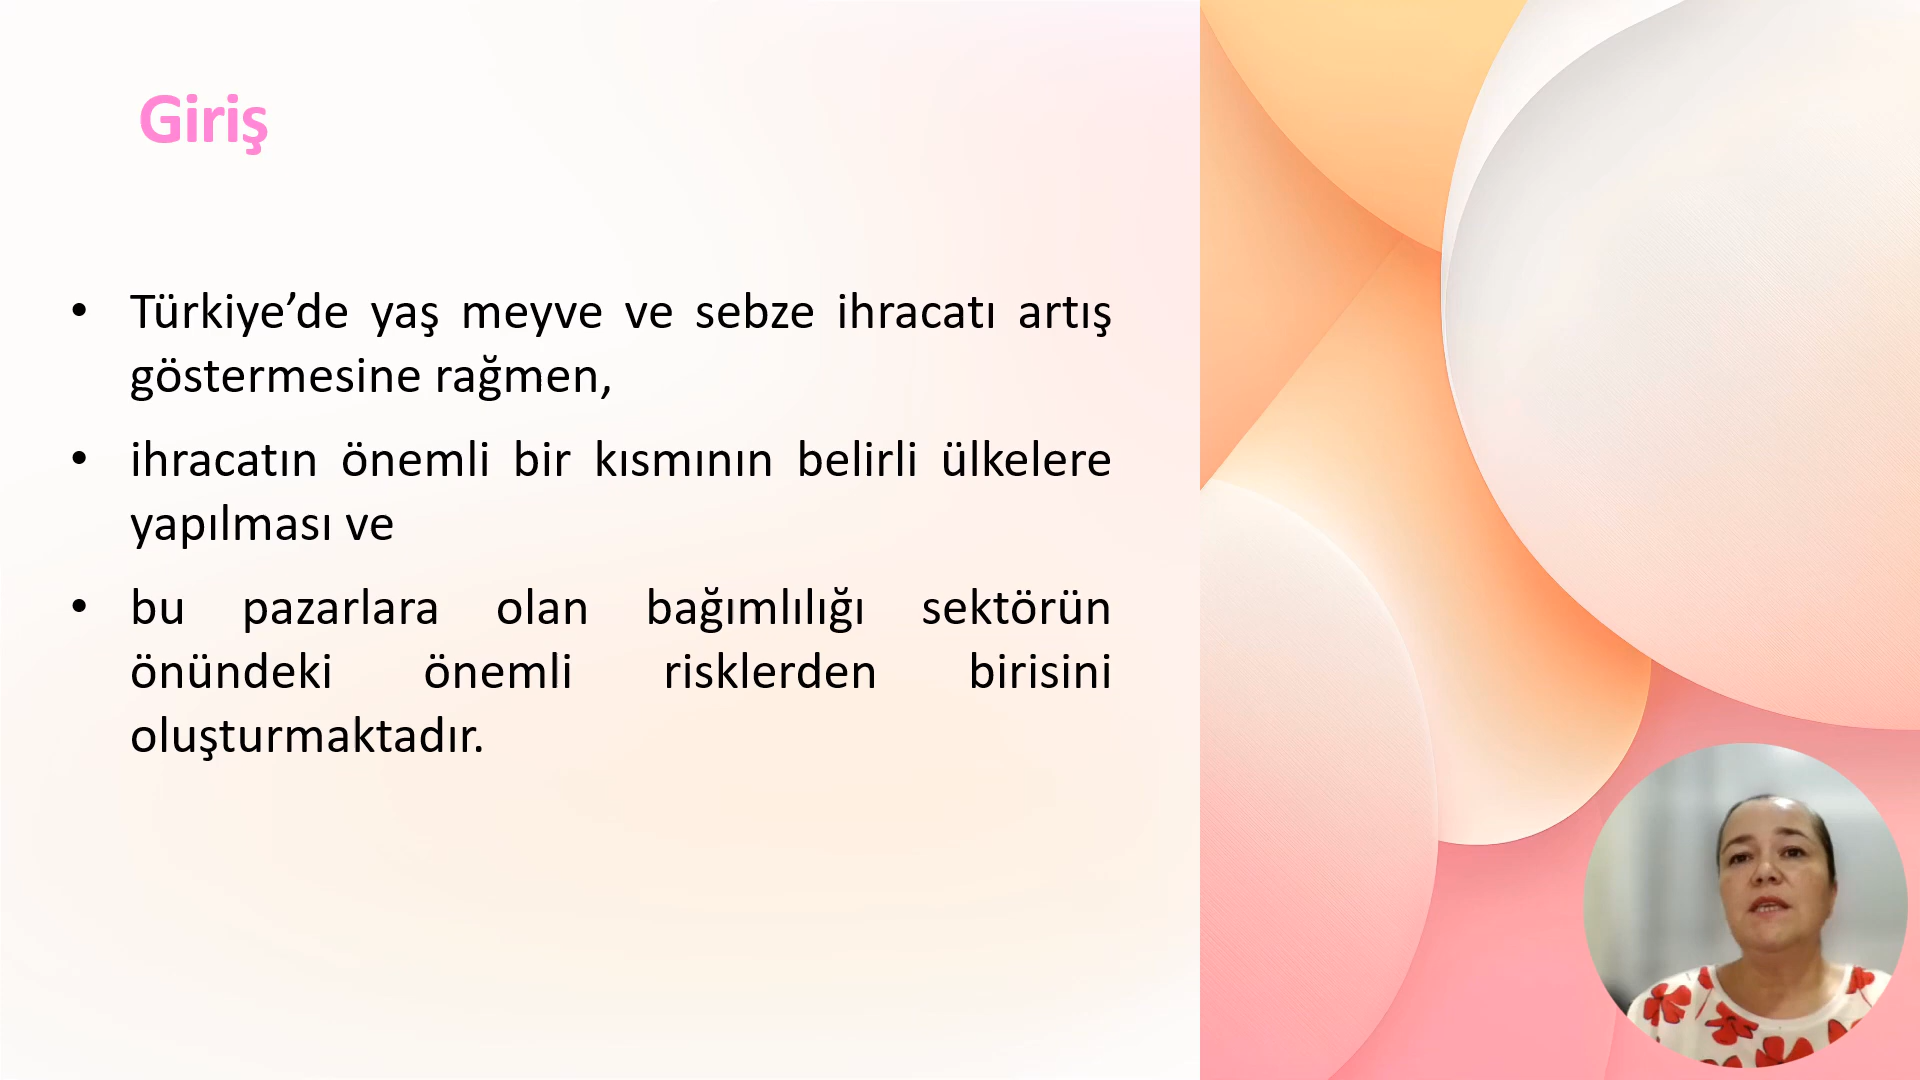 Giriş
• Türkiye’de yaş meyve ve sebze ihracatı artış
göstermesine rağmen,
• ihracatın önemli bir kısmının belirli ülkelere
yapılması ve
• bu pazarlara olan bağımlılığı sektörün
önündeki önemli risklerden birisini
oluşturmaktadır.